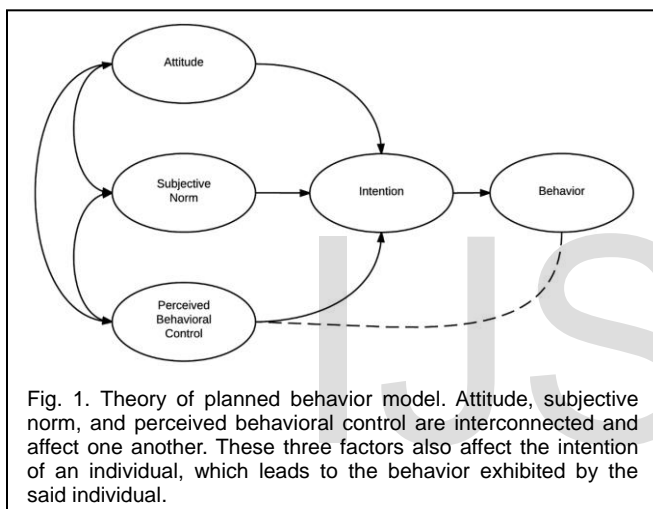 Attitude
Subjective
Norm
Intention
Behavior
Perceived
Behavioral
Control
IJS
Fig. 1. Theory of planned behavior model. Attitude, subjective
norm, and perceived behavioral control are interconnected and
affect one another. These three factors also affect the intention
of an individual, which leads to the behavior exhibited by the
said individual.